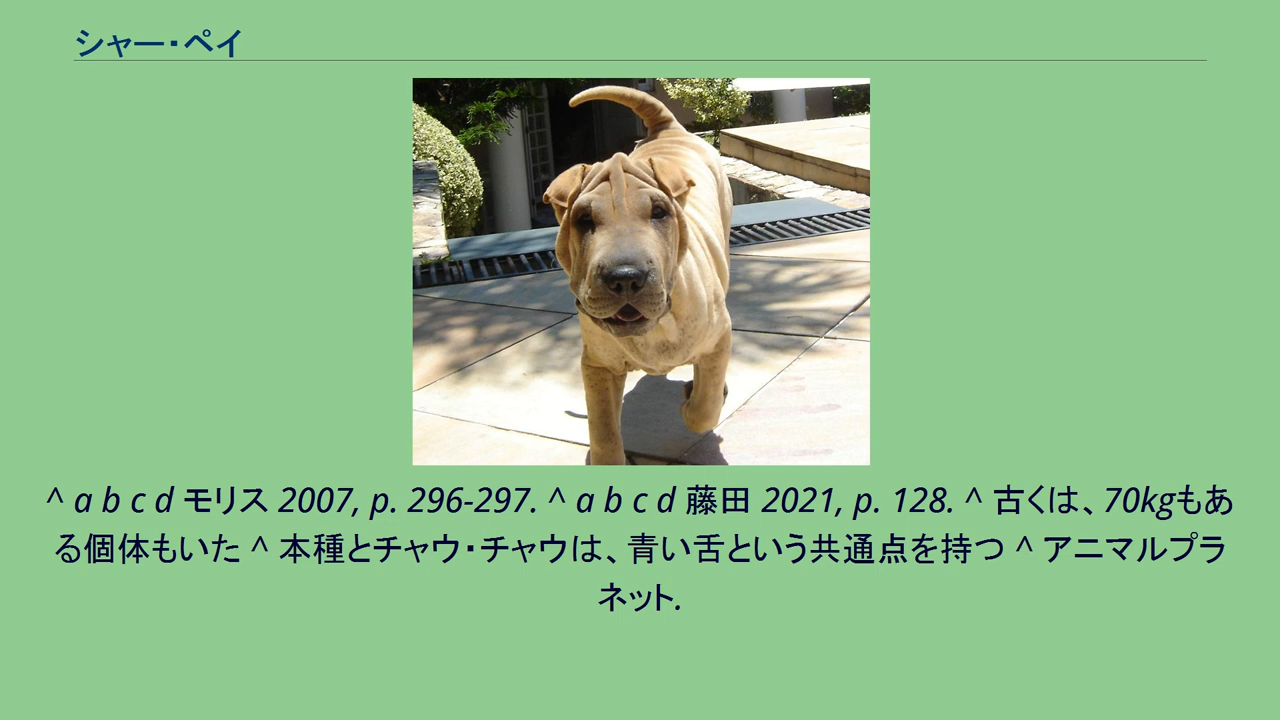 シャー・ペイ
^ a b c d モリス 2007, p. 296-297. ^ a b c d 藤田 2021, p. 128. ^ 古くは、70kgもあ
る個体もいた ^ 本種とチャウ・チャウは、青い舌という共通点を持つ ^ アニマルプラ
ネット.